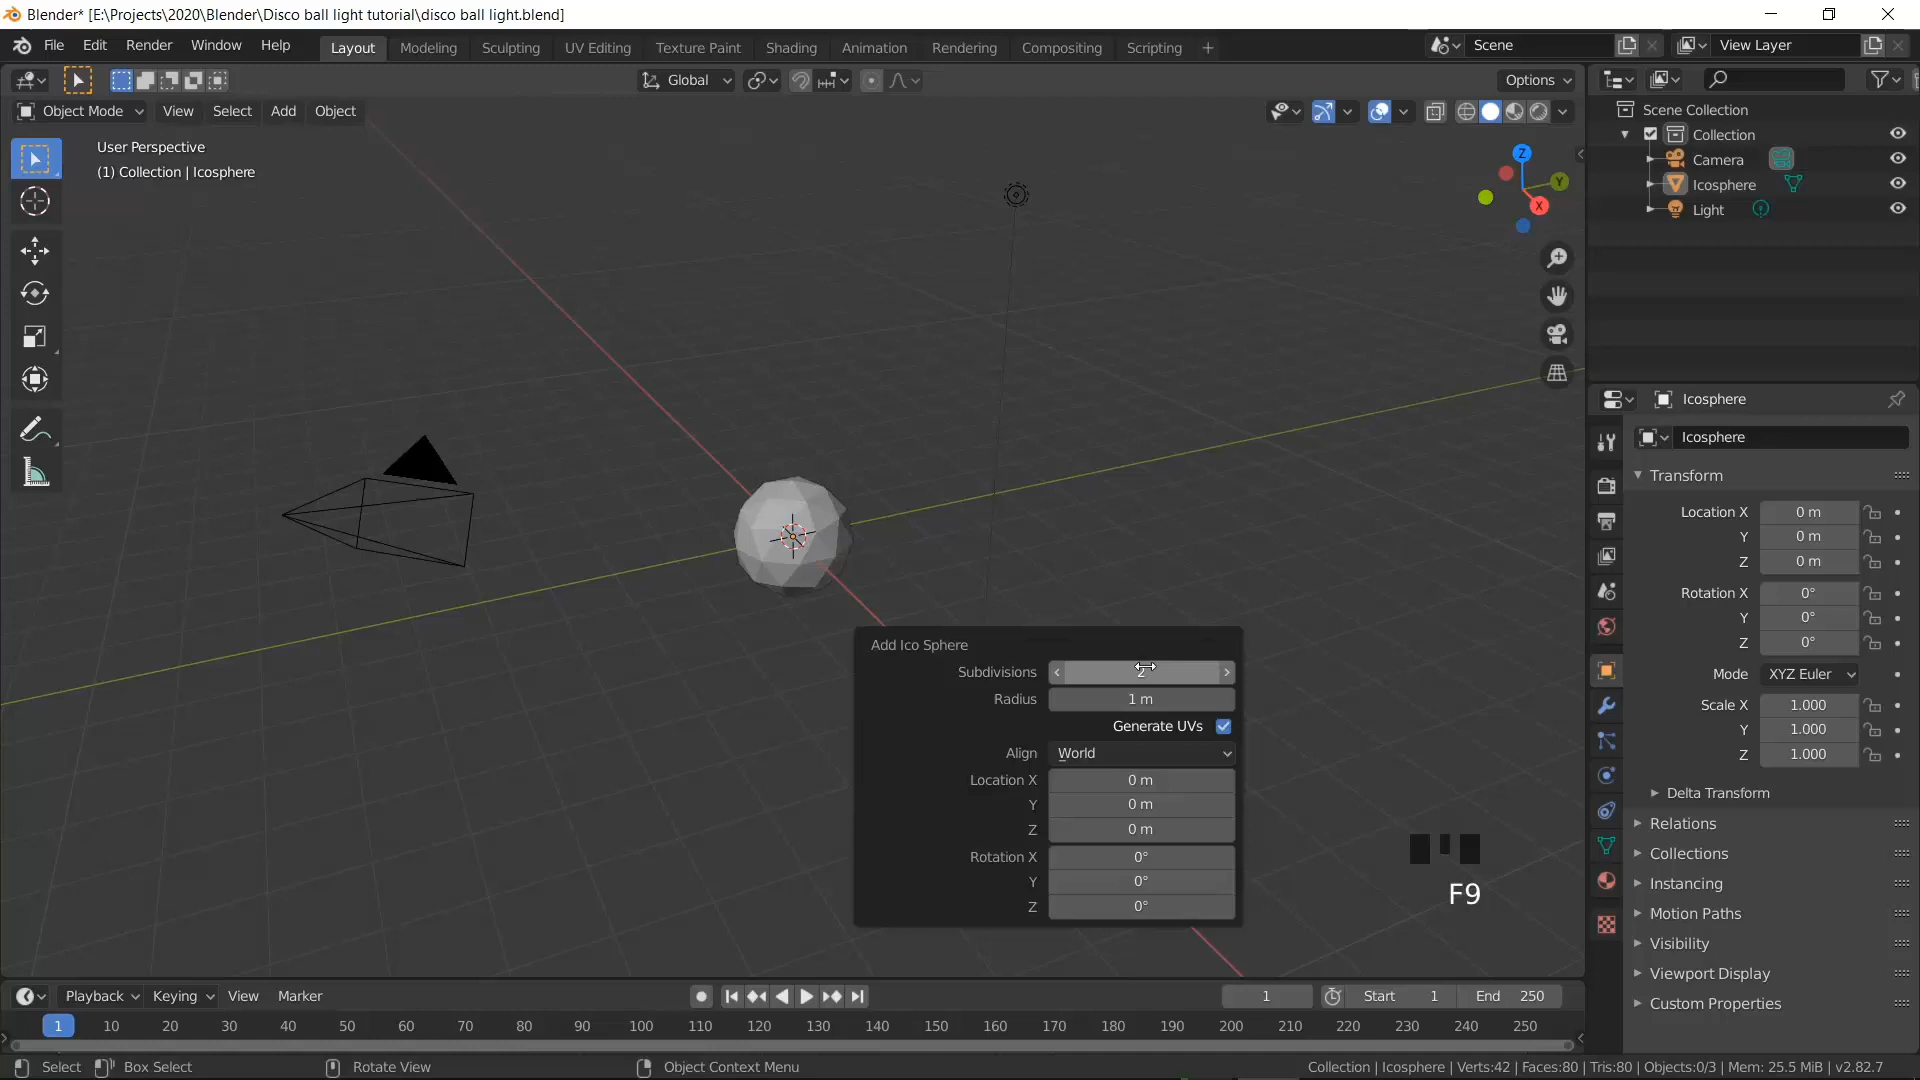 Blender* [E:\Projects\2020\Blender\Disco ball light tutorial\disco ball light.blend]
File Edit Render Window Help Layout Modeling Sculpting UV Editing Texture Paint Shading Animation Rendering Compositing Scripting + Scene View Layer
Global Options
Object Mode View Select Add Object
User Perspective
(1) Collection | Icosphere
Z
Y
X
Scene Collection
Collection
Camera
Icosphere
Light
Icosphere
Icosphere
Transform
Location X 0 m
Y 0 m
Z 0 m
Rotation X 0°
Y 0°
Z 0°
Mode XYZ Euler
Scale X 1.000
Y 1.000
Z 1.000
Delta Transform
Relations
Collections
Instancing
Motion Paths
Visibility
Viewport Display
Custom Properties
Add Ico Sphere
Subdivisions 2
Radius 1 m
Generate UVs
Align World
Location X 0 m
Y 0 m
Z 0 m
Rotation X 0°
Y 0°
Z 0°
F9
Playback Keying View Marker 1 Start 1 End 250
1 10 20 30 40 50 60 70 80 90 100 110 120 130 140 150 160 170 180 190 200 210 220 230 240 250
Select Box Select Rotate View Object Context Menu Collection | Icosphere | Verts:42 | Faces:80 | Tris:80 | Objects:0/3 | Mem: 25.5 MiB | v2.82.7